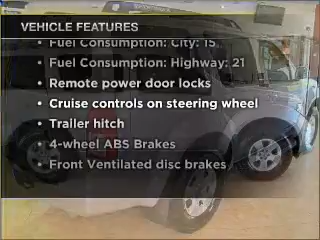 VEHICLE FEATURES
• Fuel Consumption: City: 15
• Fuel Consumption: Highway: 21
• Remote power door locks
• Cruise controls on steering wheel
• Trailer hitch
• 4-wheel ABS Brakes
• Front Ventilated disc brakes